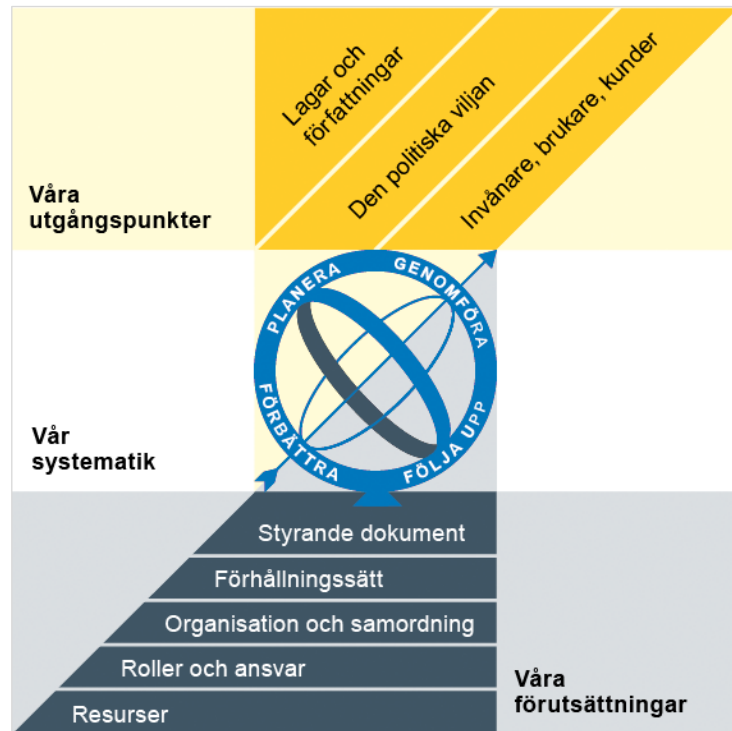 Lagar och
författningar
Den politiska viljan
Invånare, brukare, kunder
Våra
utgångspunkter
PLANERA
GENOMFÖRA
FÖLJA UPP
FÖRBÄTTRA
Vår
systematik
Styrande dokument
Förhållningssätt
Organisation och samordning
Roller och ansvar
Resurser
Våra
förutsättningar